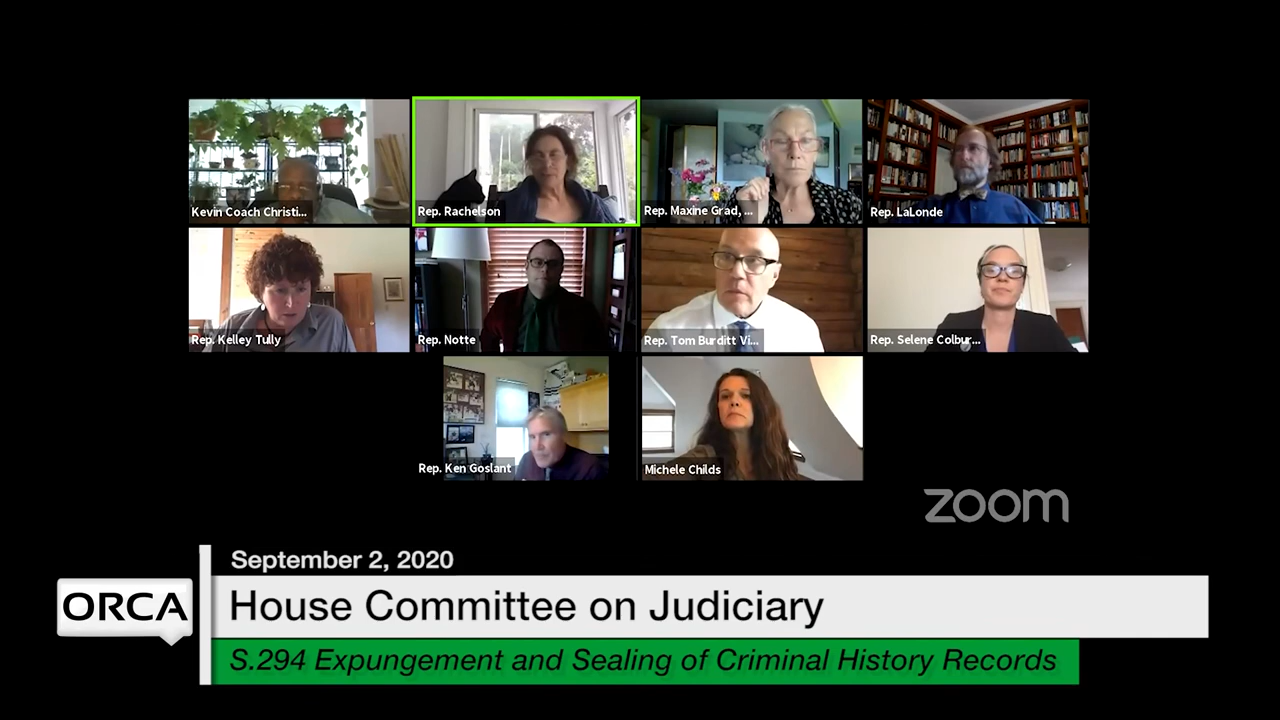 Kevin Coach Christi...
Rep. Rachelson
Rep. Maxine Grad, ...
Rep. LaLonde
Rep. Kelley Tully
Rep. Notte
Rep. Tom Burditt Vi...
Rep. Selene Colbur...
Rep. Ken Goslant
Michele Childs
zoom
September 2, 2020
ORCA
House Committee on Judiciary
S.294 Expungement and Sealing of Criminal History Records